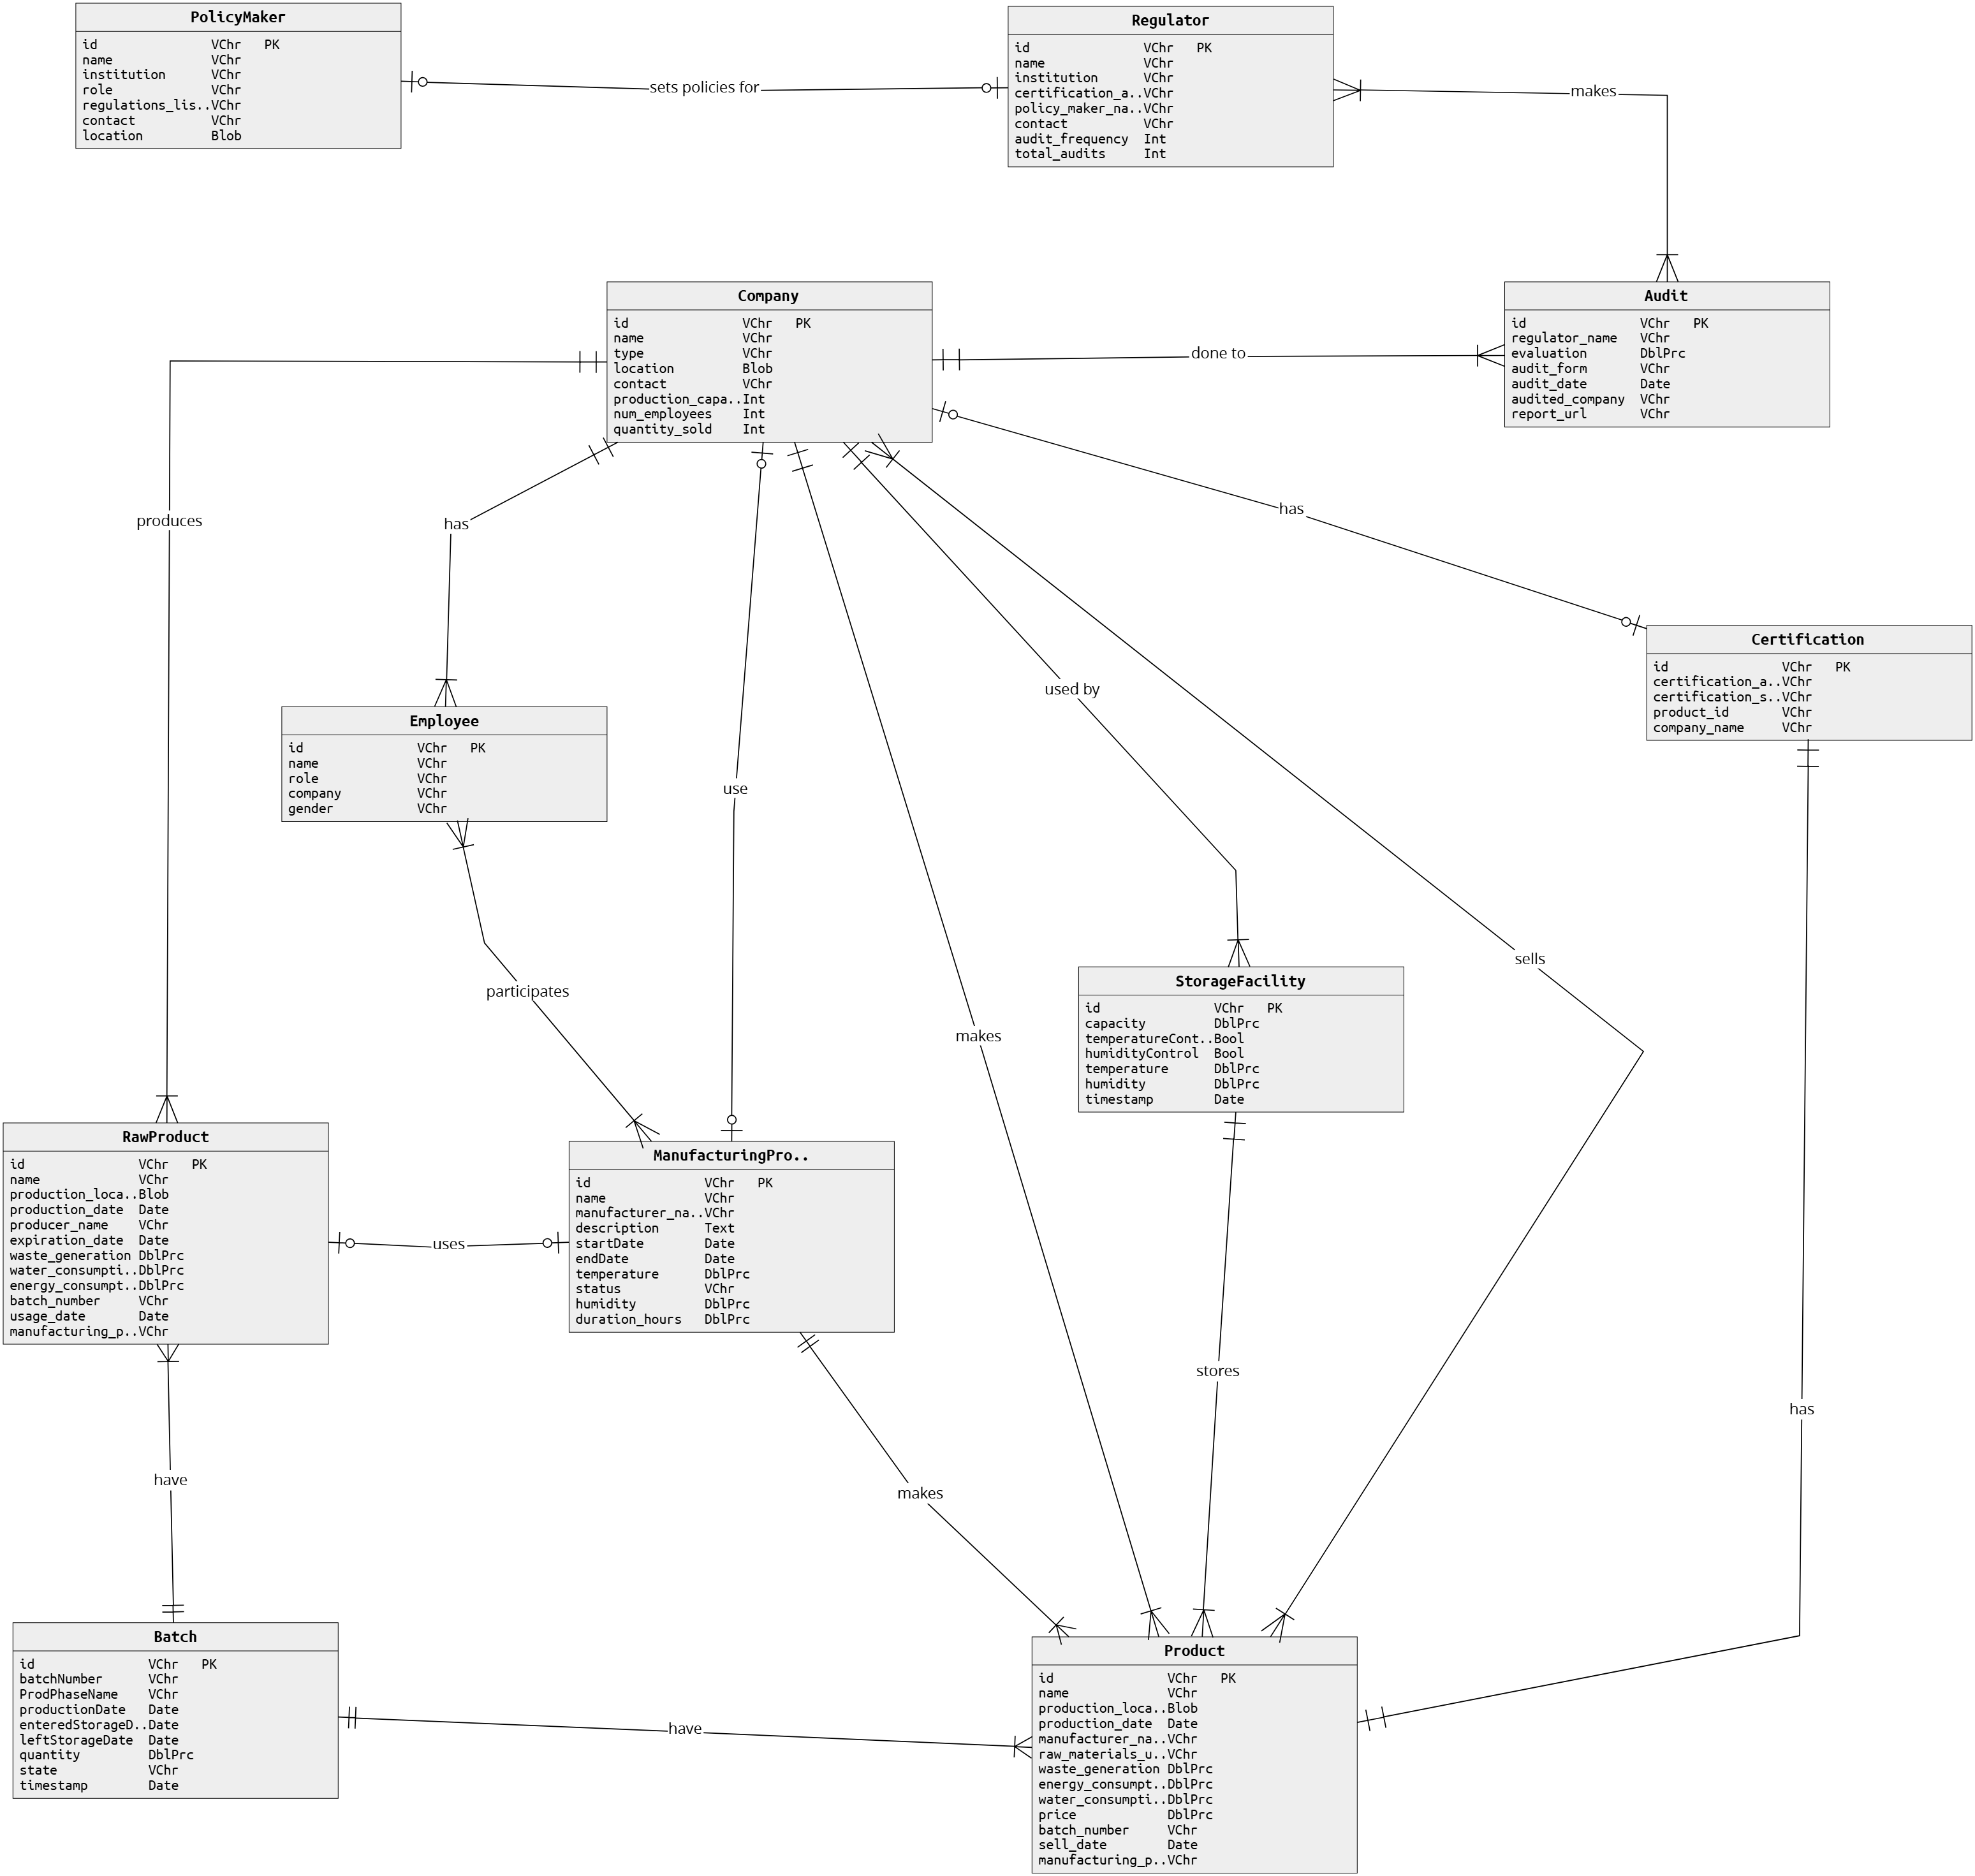 PolicyMaker
id VChr PK
name VChr
institution VChr
role VChr
regulations_lis..VChr
contact VChr
location Blob
sets policies for
Regulator
id VChr PK
name VChr
institution VChr
certification_a..VChr
policy_maker_na..VChr
contact VChr
audit_frequency Int
total_audits Int
makes
Company
id VChr PK
name VChr
type VChr
location Blob
contact VChr
production_capa..Int
num_employees Int
quantity_sold Int
done to
Audit
id VChr PK
regulator_name VChr
evaluation DblPrc
audit_form VChr
audit_date Date
audited_company VChr
report_url VChr
produces
has
has
Certification
id VChr PK
certification_a..VChr
certification_s..VChr
product_id VChr
company_name VChr
used by
Employee
id VChr PK
name VChr
role VChr
company VChr
gender VChr
use
participates
sells
makes
StorageFacility
id VChr PK
capacity DblPrc
temperatureCont..Bool
humidityControl Bool
temperature DblPrc
humidity DblPrc
timestamp Date
RawProduct
id VChr PK
name VChr
production_loca..Blob
production_date Date
producer_name VChr
expiration_date Date
waste_generation DblPrc
water_consumpti..DblPrc
energy_consumpt..DblPrc
batch_number VChr
usage_date Date
manufacturing_p..VChr
uses
ManufacturingPro..
id VChr PK
name VChr
manufacturer_na..VChr
description Text
startDate Date
endDate Date
temperature DblPrc
status VChr
humidity DblPrc
duration_hours DblPrc
stores
has
have
makes
Batch
id VChr PK
batchNumber VChr
ProdPhaseName VChr
productionDate Date
enteredStorageD..Date
leftStorageDate Date
quantity DblPrc
state VChr
timestamp Date
have
Product
id VChr PK
name VChr
production_loca..Blob
production_date Date
manufacturer_na..VChr
raw_materials_u..VChr
waste_generation DblPrc
energy_consumpt..DblPrc
water_consumpti..DblPrc
price DblPrc
batch_number VChr
sell_date Date
manufacturing_p..VChr